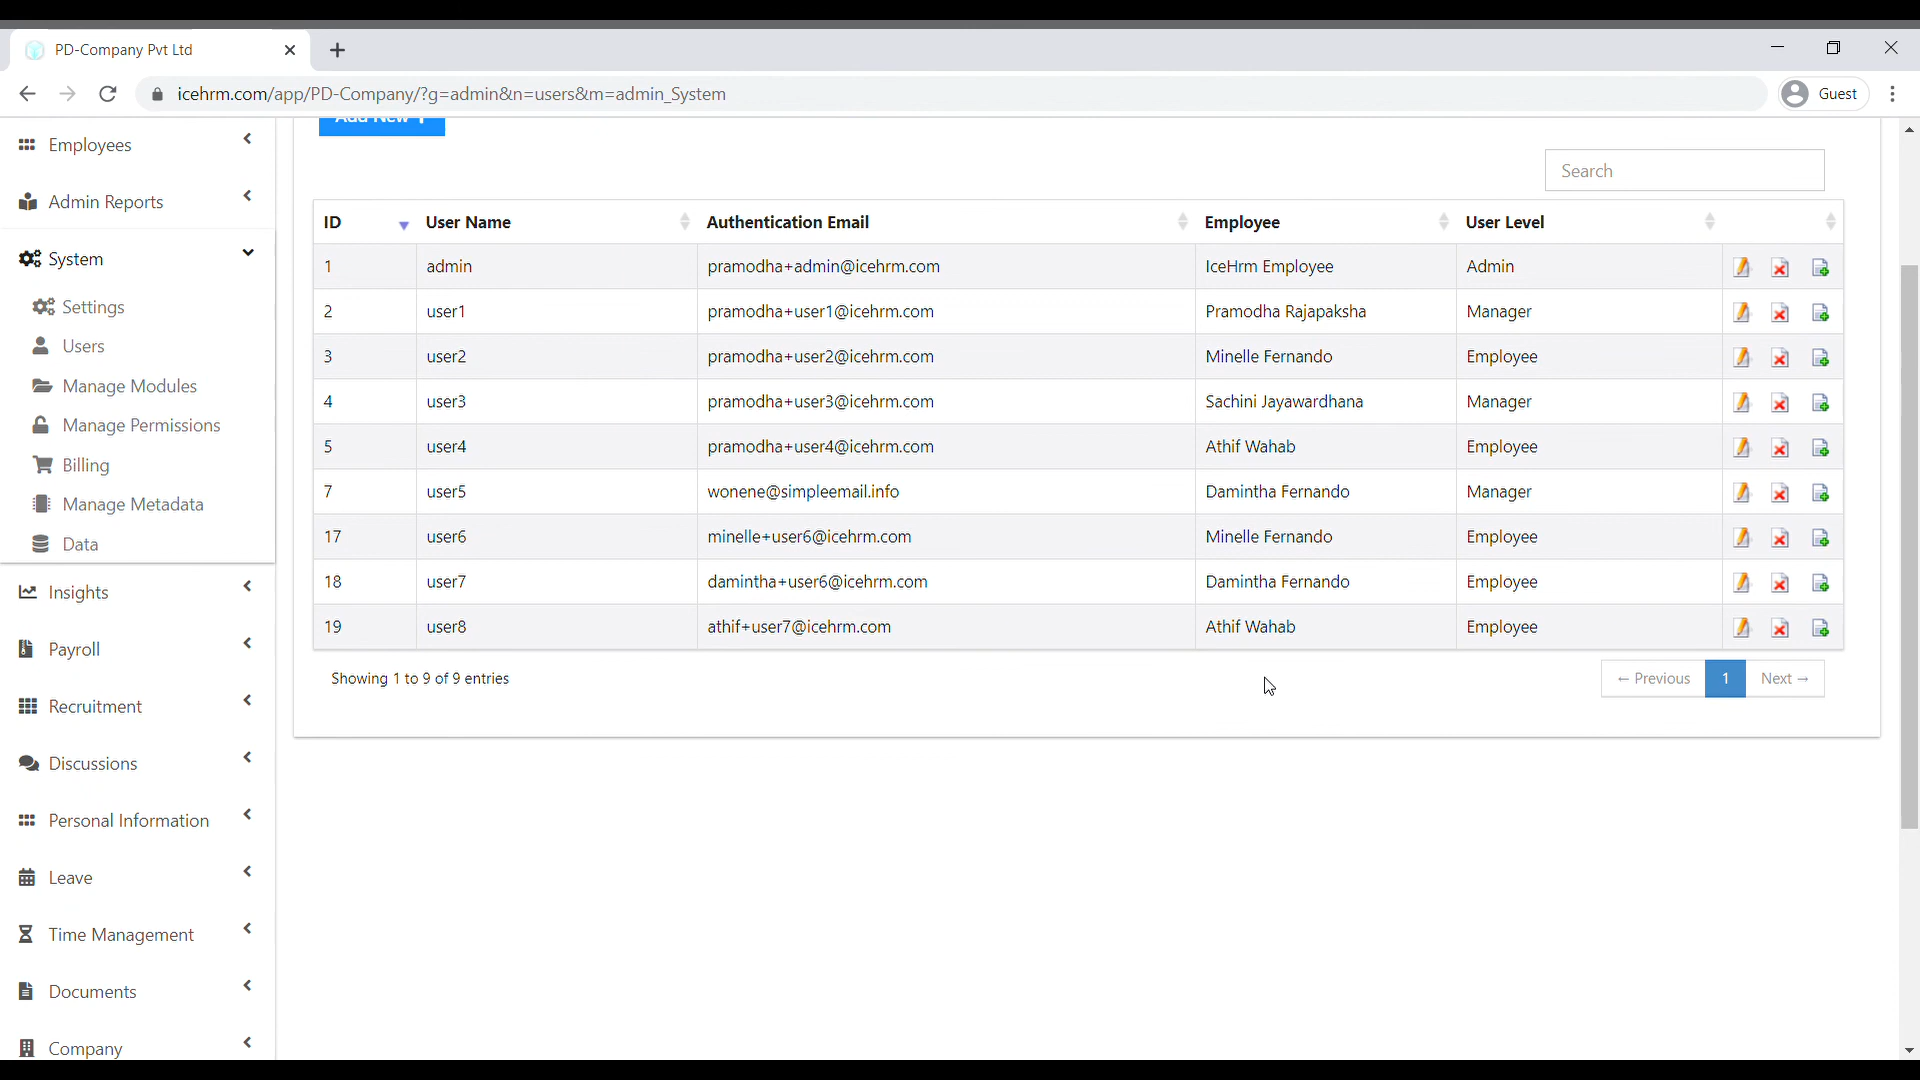 PD-Company Pvt Ltd
icehrm.com/app/PD-Company/?g=admin&n=users&m=admin_System
Guest
Employees
Admin Reports
System
Settings
Users
Manage Modules
Manage Permissions
Billing
Manage Metadata
Data
Insights
Payroll
Recruitment
Discussions
Personal Information
Leave
Time Management
Documents
Company
Add New +
Search
ID User Name Authentication Email Employee User Level
1 admin pramodha+admin@icehrm.com IceHrm Employee Admin
2 user1 pramodha+user1@icehrm.com Pramodha Rajapaksha Manager
3 user2 pramodha+user2@icehrm.com Minelle Fernando Employee
4 user3 pramodha+user3@icehrm.com Sachini Jayawardhana Manager
5 user4 pramodha+user4@icehrm.com Athif Wahab Employee
7 user5 wonene@simpleemail.info Damintha Fernando Manager
17 user6 minelle+user6@icehrm.com Minelle Fernando Employee
18 user7 damintha+user6@icehrm.com Damintha Fernando Employee
19 user8 athif+user7@icehrm.com Athif Wahab Employee
Showing 1 to 9 of 9 entries
← Previous 1 Next →